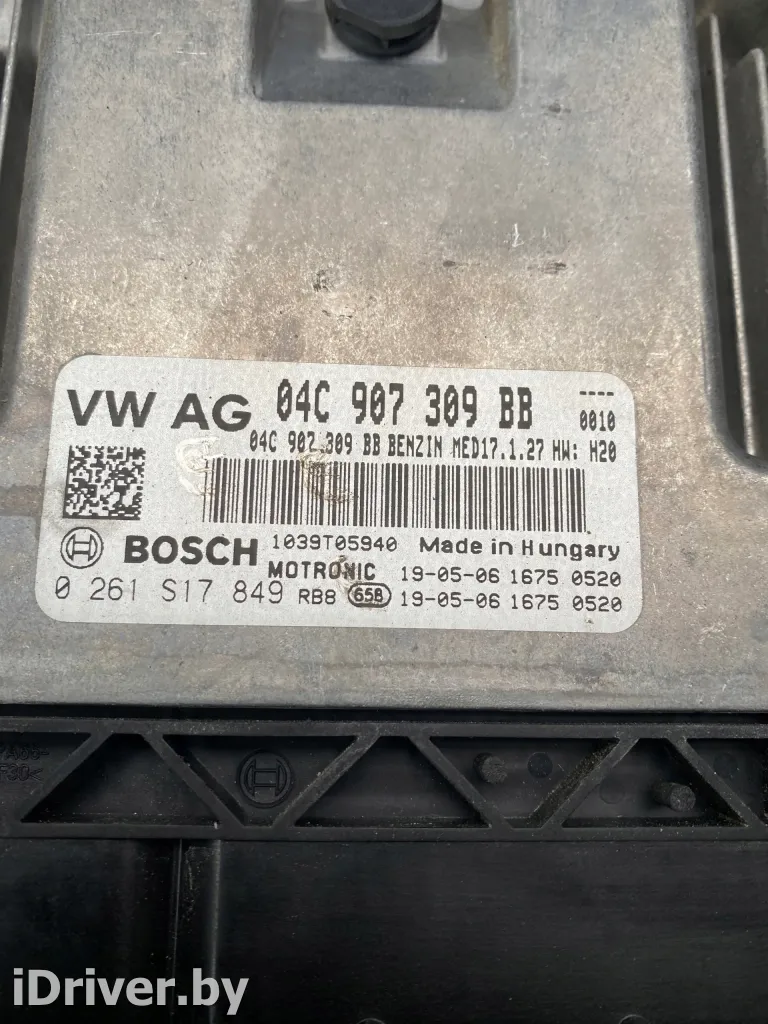 VW AG 04C 907 309 BB ----
0010
04C 907 309 BB BENZIN MED17.1.27 HW: H20
BOSCH 1039T05940 Made in Hungary
MOTRONIC 19-05-06 1675 0520
0 261 S17 849 RB8 658 19-05-06 1675 0520
iDriver.by